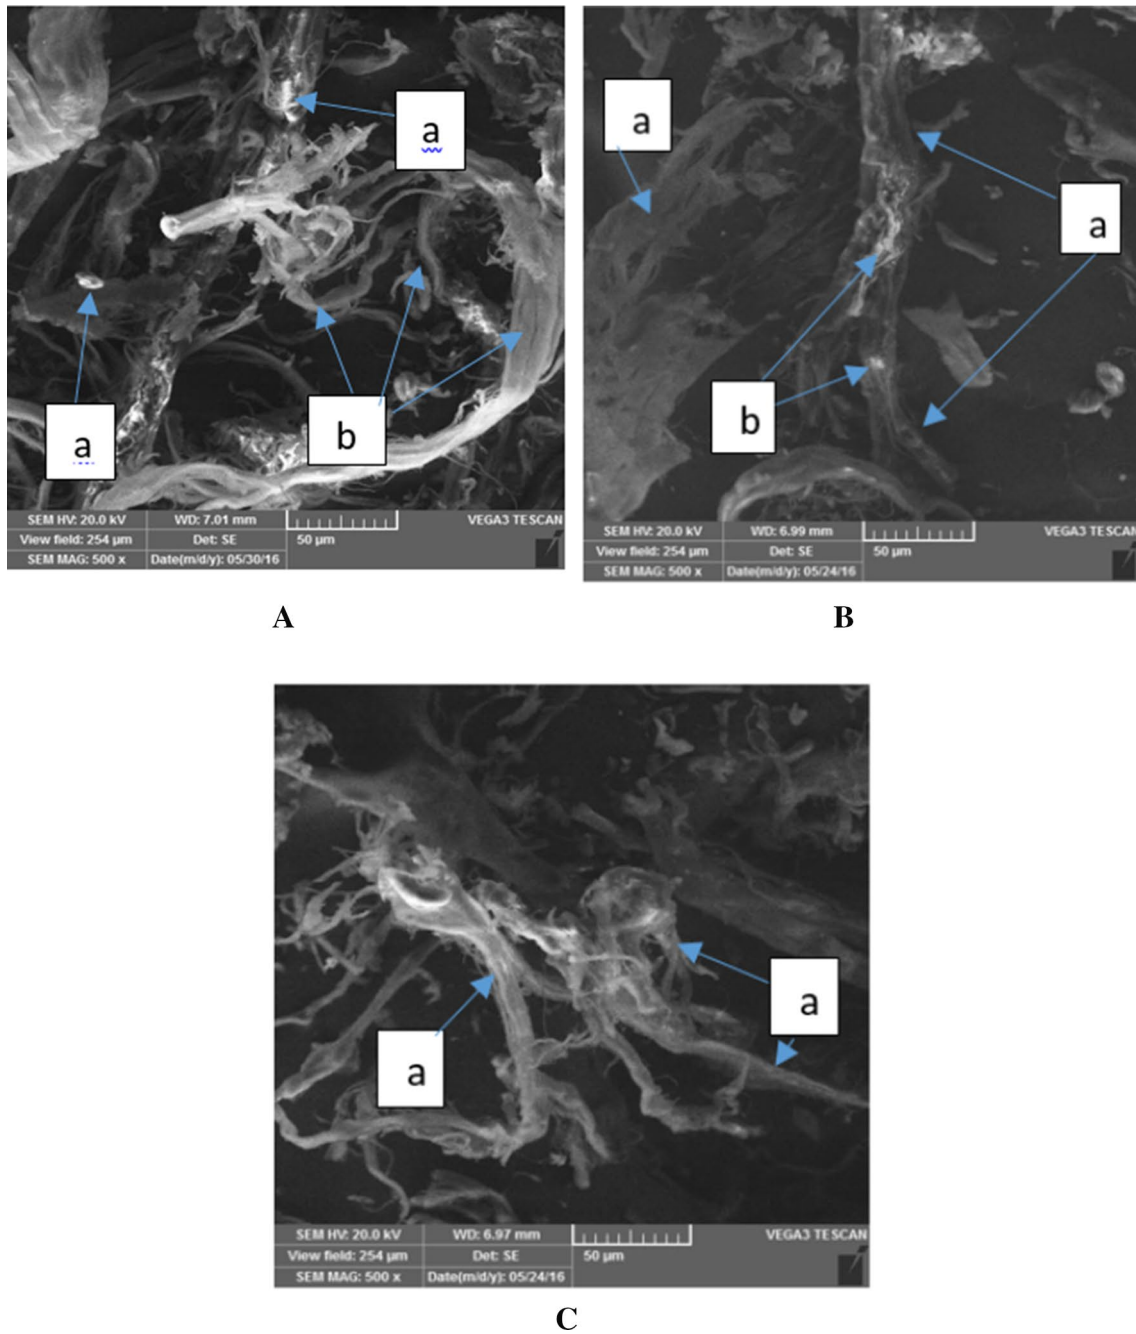 a
a
b
SEM HV: 20.0 kV WD: 7.01 mm VEGA3 TESCAN
View field: 254 µm Det: SE 50 µm
SEM MAG: 500 x Date(m/d/y): 05/30/16
A
a
a
b
SEM HV: 20.0 kV WD: 6.99 mm VEGA3 TESCAN
View field: 254 µm Det: SE 50 µm
SEM MAG: 500 x Date(m/d/y): 05/24/16
B
a
a
SEM HV: 20.0 kV WD: 6.97 mm VEGA3 TESCAN
View field: 254 µm Det: SE 50 µm
SEM MAG: 500 x Date(m/d/y): 05/24/16
C